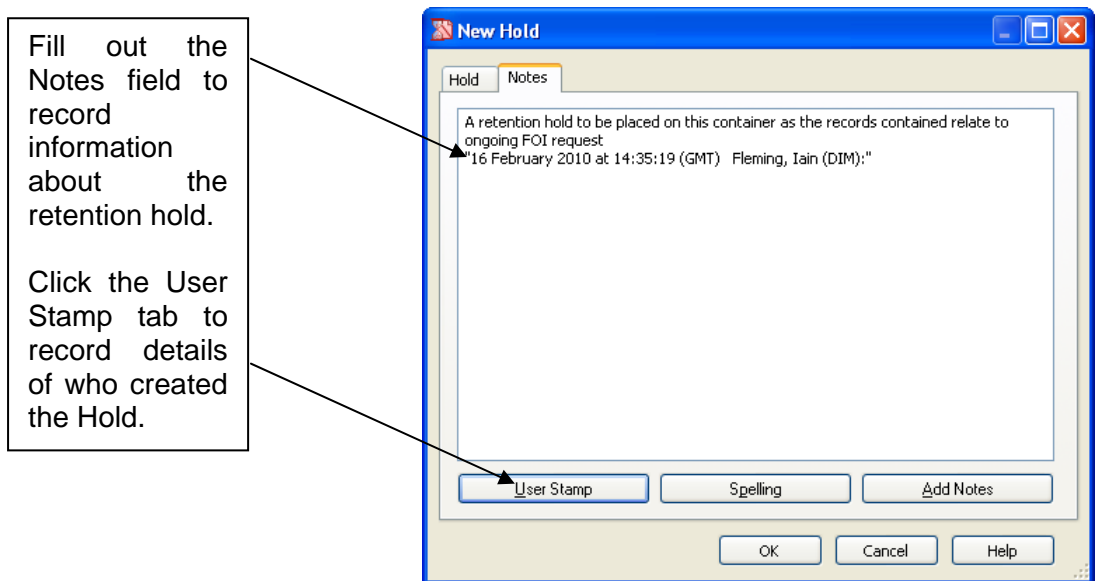 Fill out the
Notes field to
record
information
about the
retention hold.
Click the User
Stamp tab to
record details
of who created
the Hold.
New Hold
Hold Notes
A retention hold to be placed on this container as the records contained relate to
ongoing FOI request
"16 February 2010 at 14:35:19 (GMT) Fleming, Iain (DIM):"
User Stamp Spelling Add Notes
OK Cancel Help